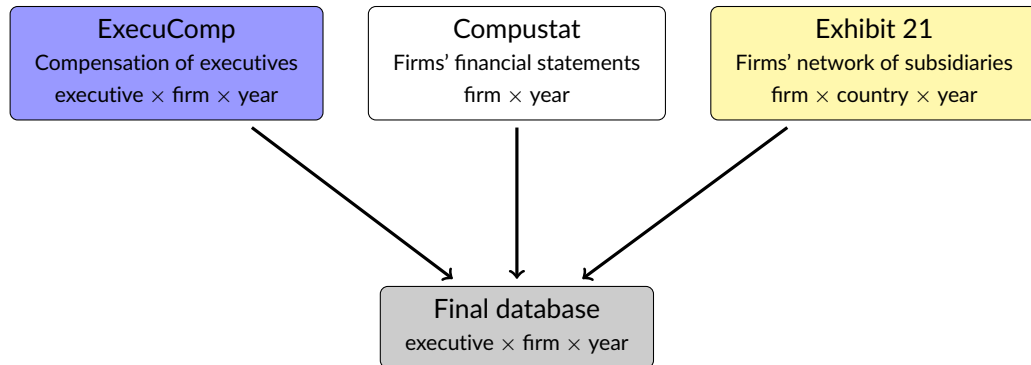 ExecuComp
Compensation of executives
executive × firm × year
Compustat
Firms' financial statements
firm × year
Exhibit 21
Firms' network of subsidiaries
firm × country × year
Final database
executive × firm × year